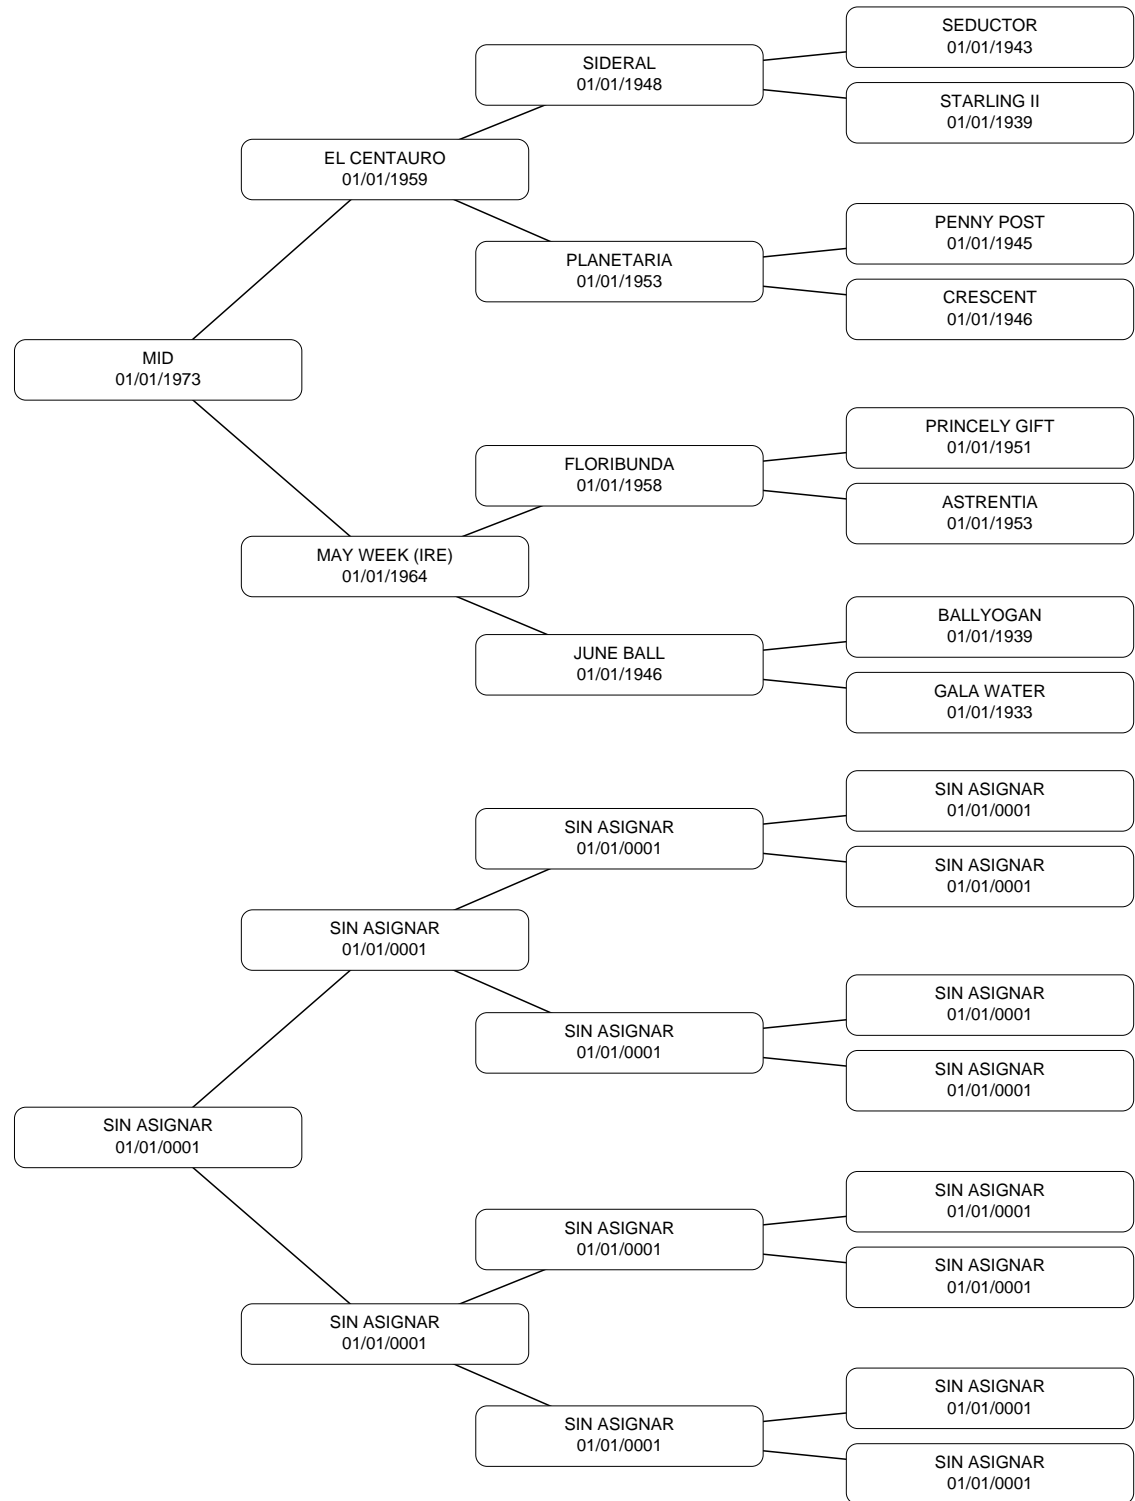 SEDUCTOR
01/01/1943
SIDERAL
01/01/1948
STARLING II
01/01/1939
EL CENTAURO
01/01/1959
PENNY POST
01/01/1945
PLANETARIA
01/01/1953
CRESCENT
01/01/1946
MID
01/01/1973
PRINCELY GIFT
01/01/1951
FLORIBUNDA
01/01/1958
ASTRENTIA
01/01/1953
MAY WEEK (IRE)
01/01/1964
BALLYOGAN
01/01/1939
JUNE BALL
01/01/1946
GALA WATER
01/01/1933
SIN ASIGNAR
01/01/0001
SIN ASIGNAR
01/01/0001
SIN ASIGNAR
01/01/0001
SIN ASIGNAR
01/01/0001
SIN ASIGNAR
01/01/0001
SIN ASIGNAR
01/01/0001
SIN ASIGNAR
01/01/0001
SIN ASIGNAR
01/01/0001
SIN ASIGNAR
01/01/0001
SIN ASIGNAR
01/01/0001
SIN ASIGNAR
01/01/0001
SIN ASIGNAR
01/01/0001
SIN ASIGNAR
01/01/0001
SIN ASIGNAR
01/01/0001
SIN ASIGNAR
01/01/0001